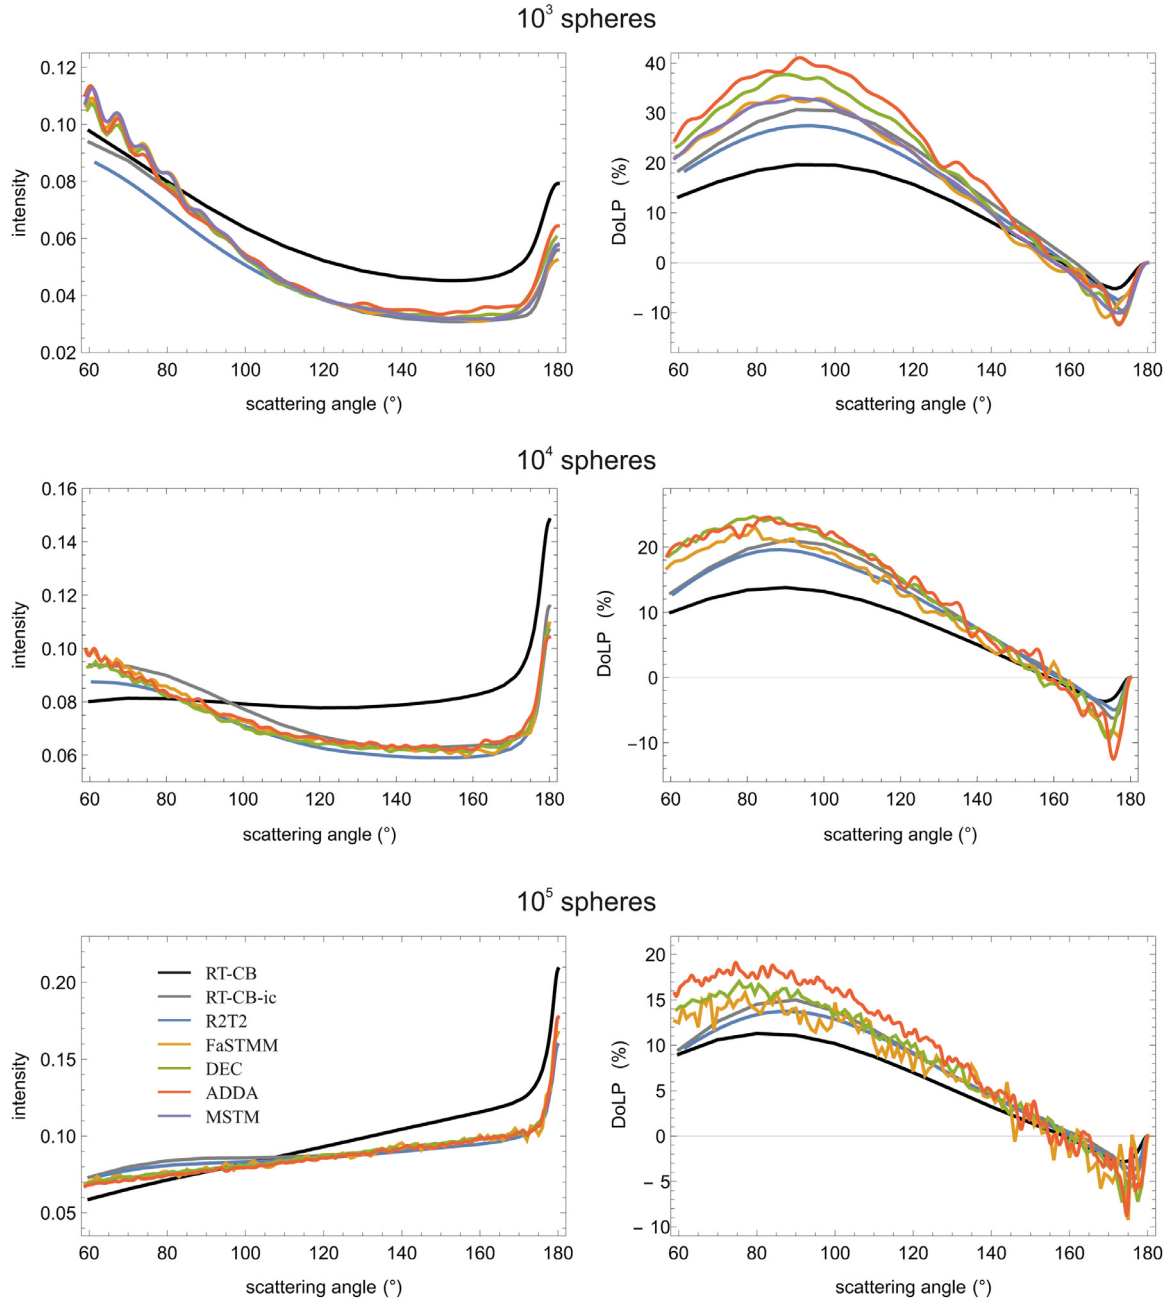 10³ spheres
0.12
0.10
0.08
0.06
0.04
0.02
intensity
60 80 100 120 140 160 180
scattering angle (°)
40
30
20
10
0
− 10
DoLP (%)
60 80 100 120 140 160 180
scattering angle (°)
10⁴ spheres
0.16
0.14
0.12
0.10
0.08
0.06
intensity
60 80 100 120 140 160 180
scattering angle (°)
20
10
0
−10
DoLP (%)
60 80 100 120 140 160 180
scattering angle (°)
10⁵ spheres
0.20
0.15
0.10
0.05
intensity
RT-CB
RT-CB-ic
R2T2
FaSTMM
DEC
ADDA
MSTM
60 80 100 120 140 160 180
scattering angle (°)
20
15
10
5
0
− 5
− 10
DoLP (%)
60 80 100 120 140 160 180
scattering angle (°)